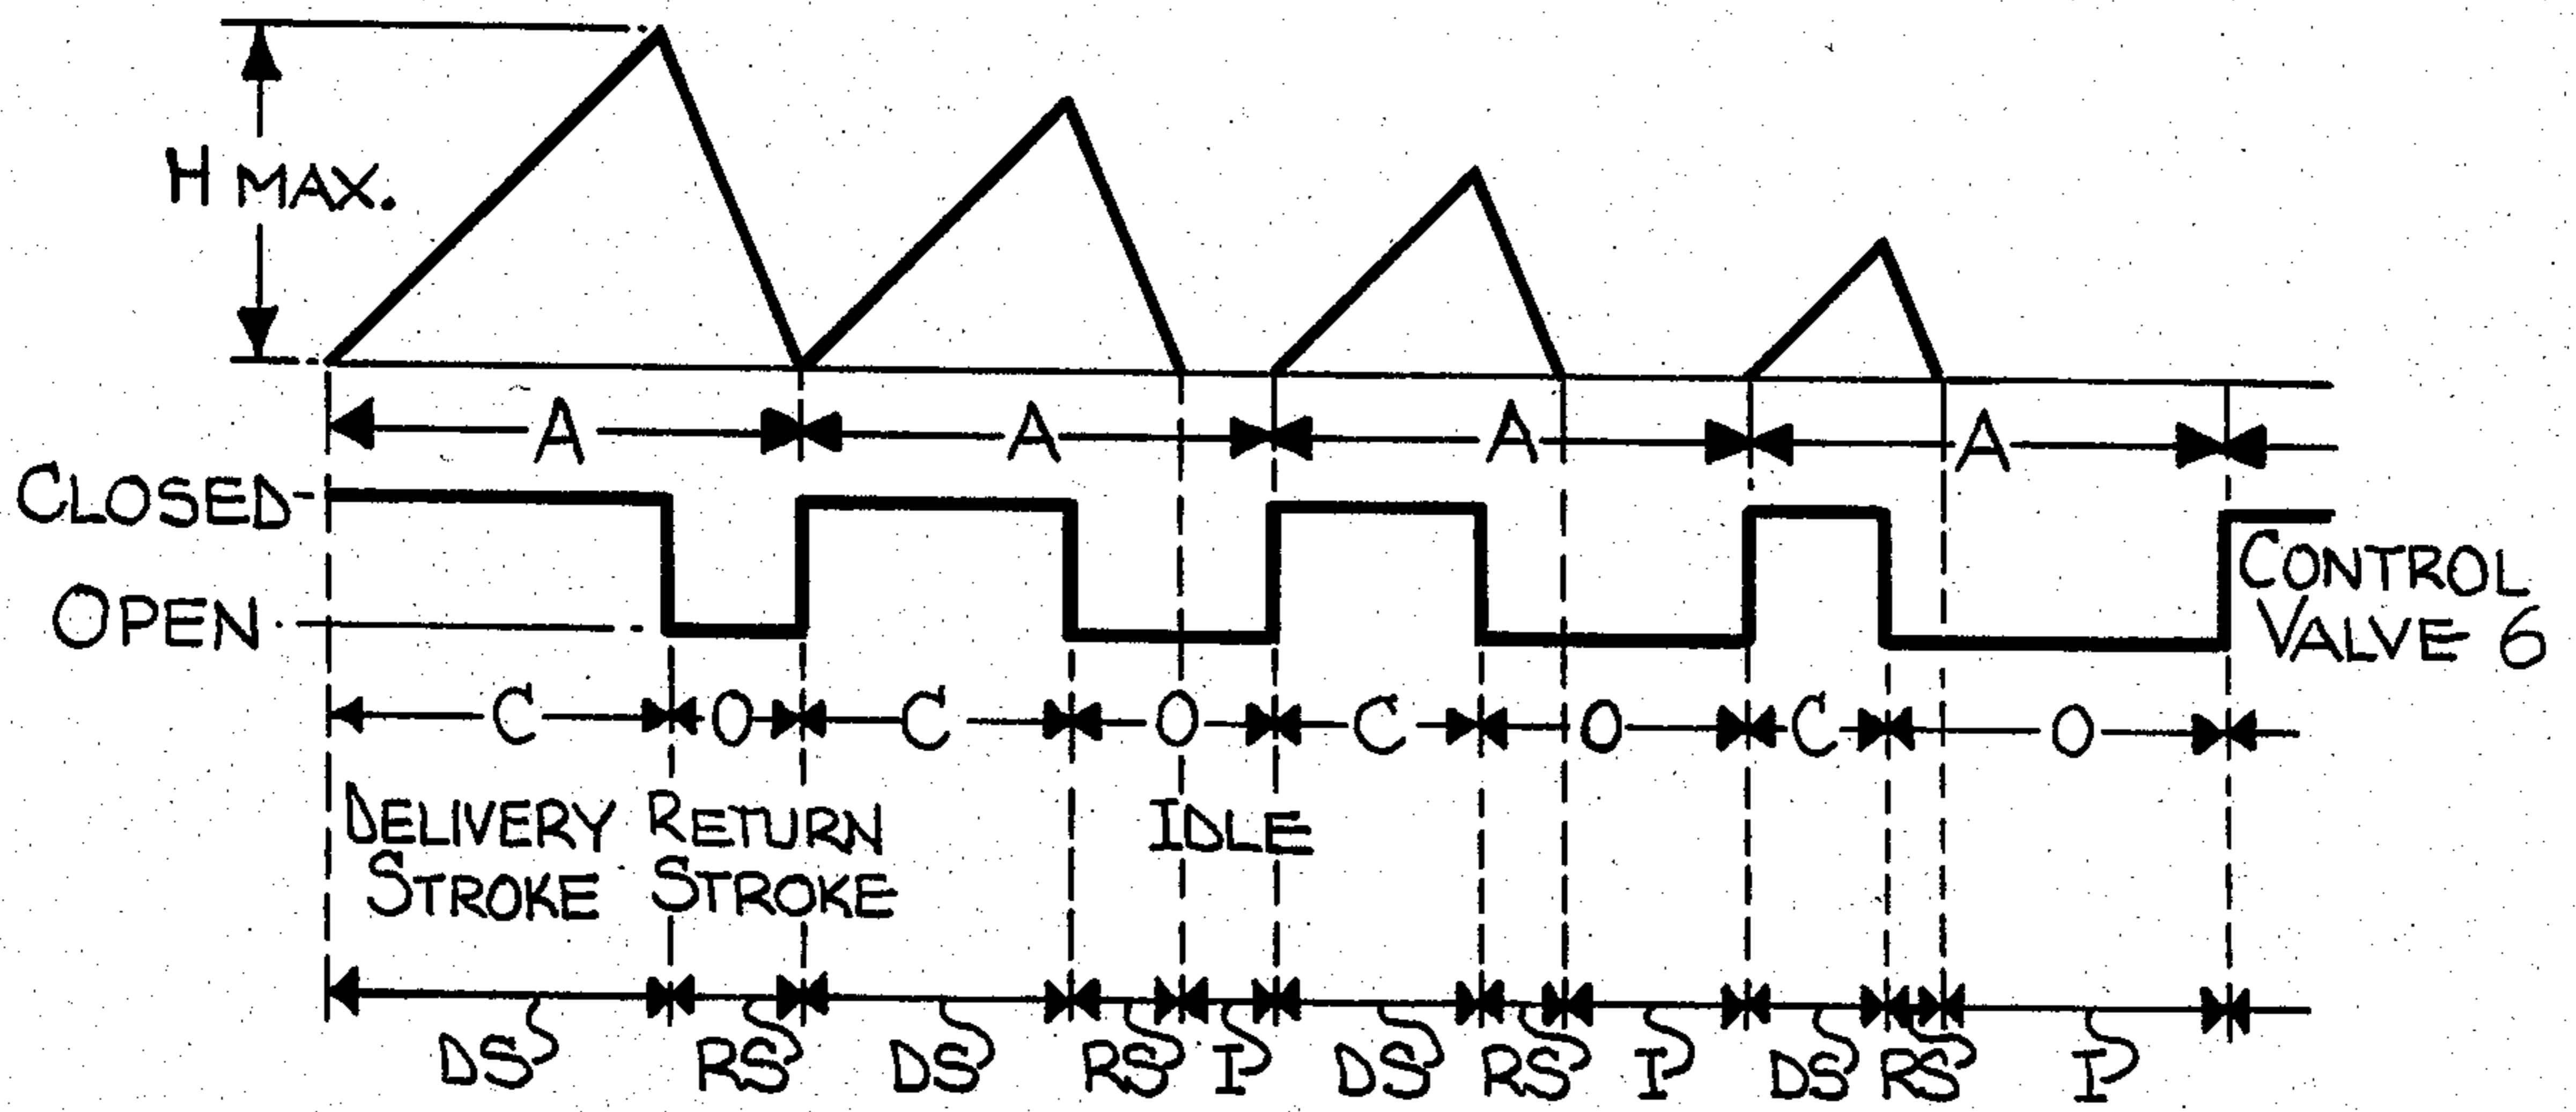 H MAX.
A A A A
CLOSED
OPEN
CONTROL
VALVE 6
C O C O C O C O
DELIVERY STROKE
RETURN STROKE
IDLE
DS RS DS RS I DS RS I DS RS I